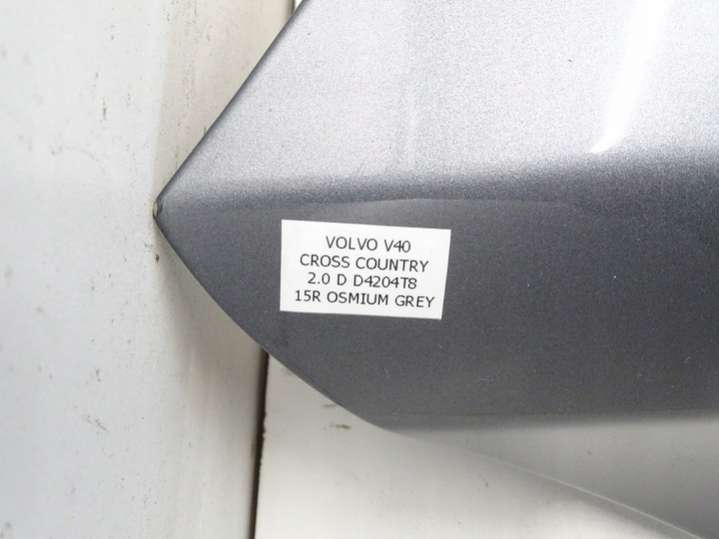 VOLVO V40
CROSS COUNTRY
2.0 D D4204T8
15R OSMIUM GREY